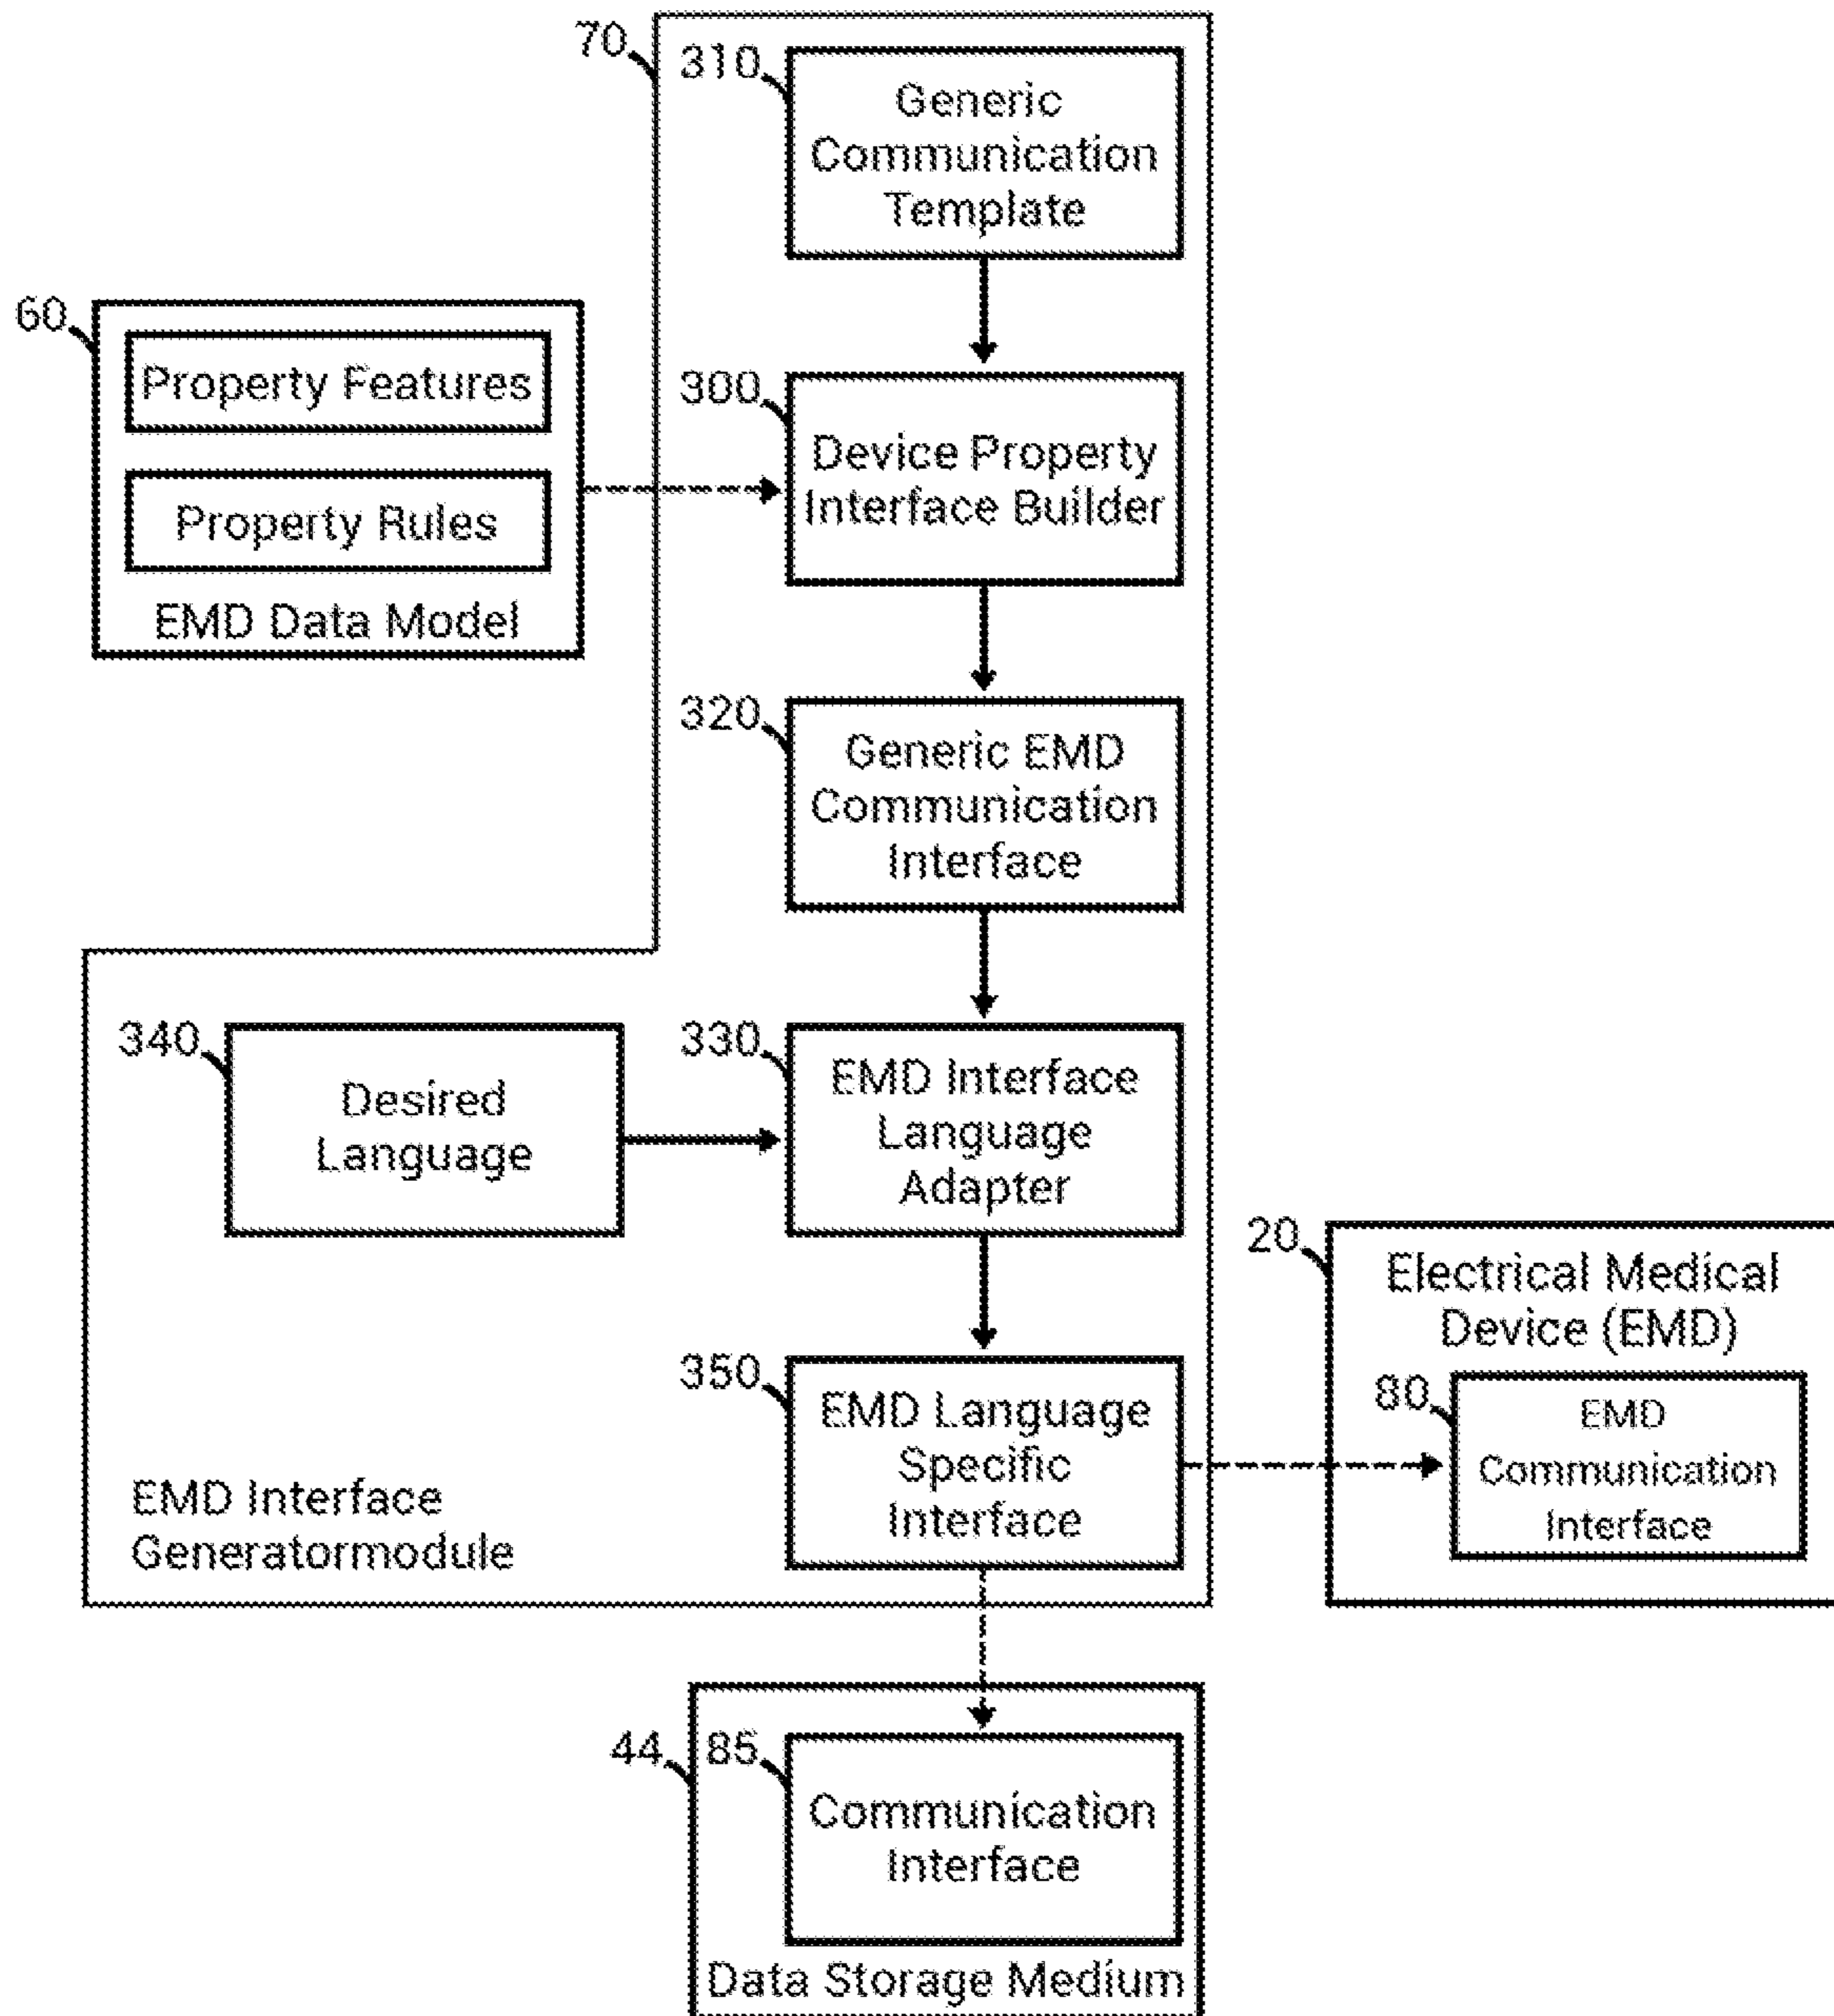 70
310
Generic
Communication
Template
60
Property Features
Property Rules
EMD Data Model
300
Device Property
Interface Builder
320
Generic EMD
Communication
Interface
340
Desired
Language
330
EMD Interface
Language
Adapter
20
Electrical Medical
Device (EMD)
80
EMD
Communication
Interface
350
EMD Language
Specific
Interface
EMD Interface
Generatormodule
44
85
Communication
Interface
Data Storage Medium